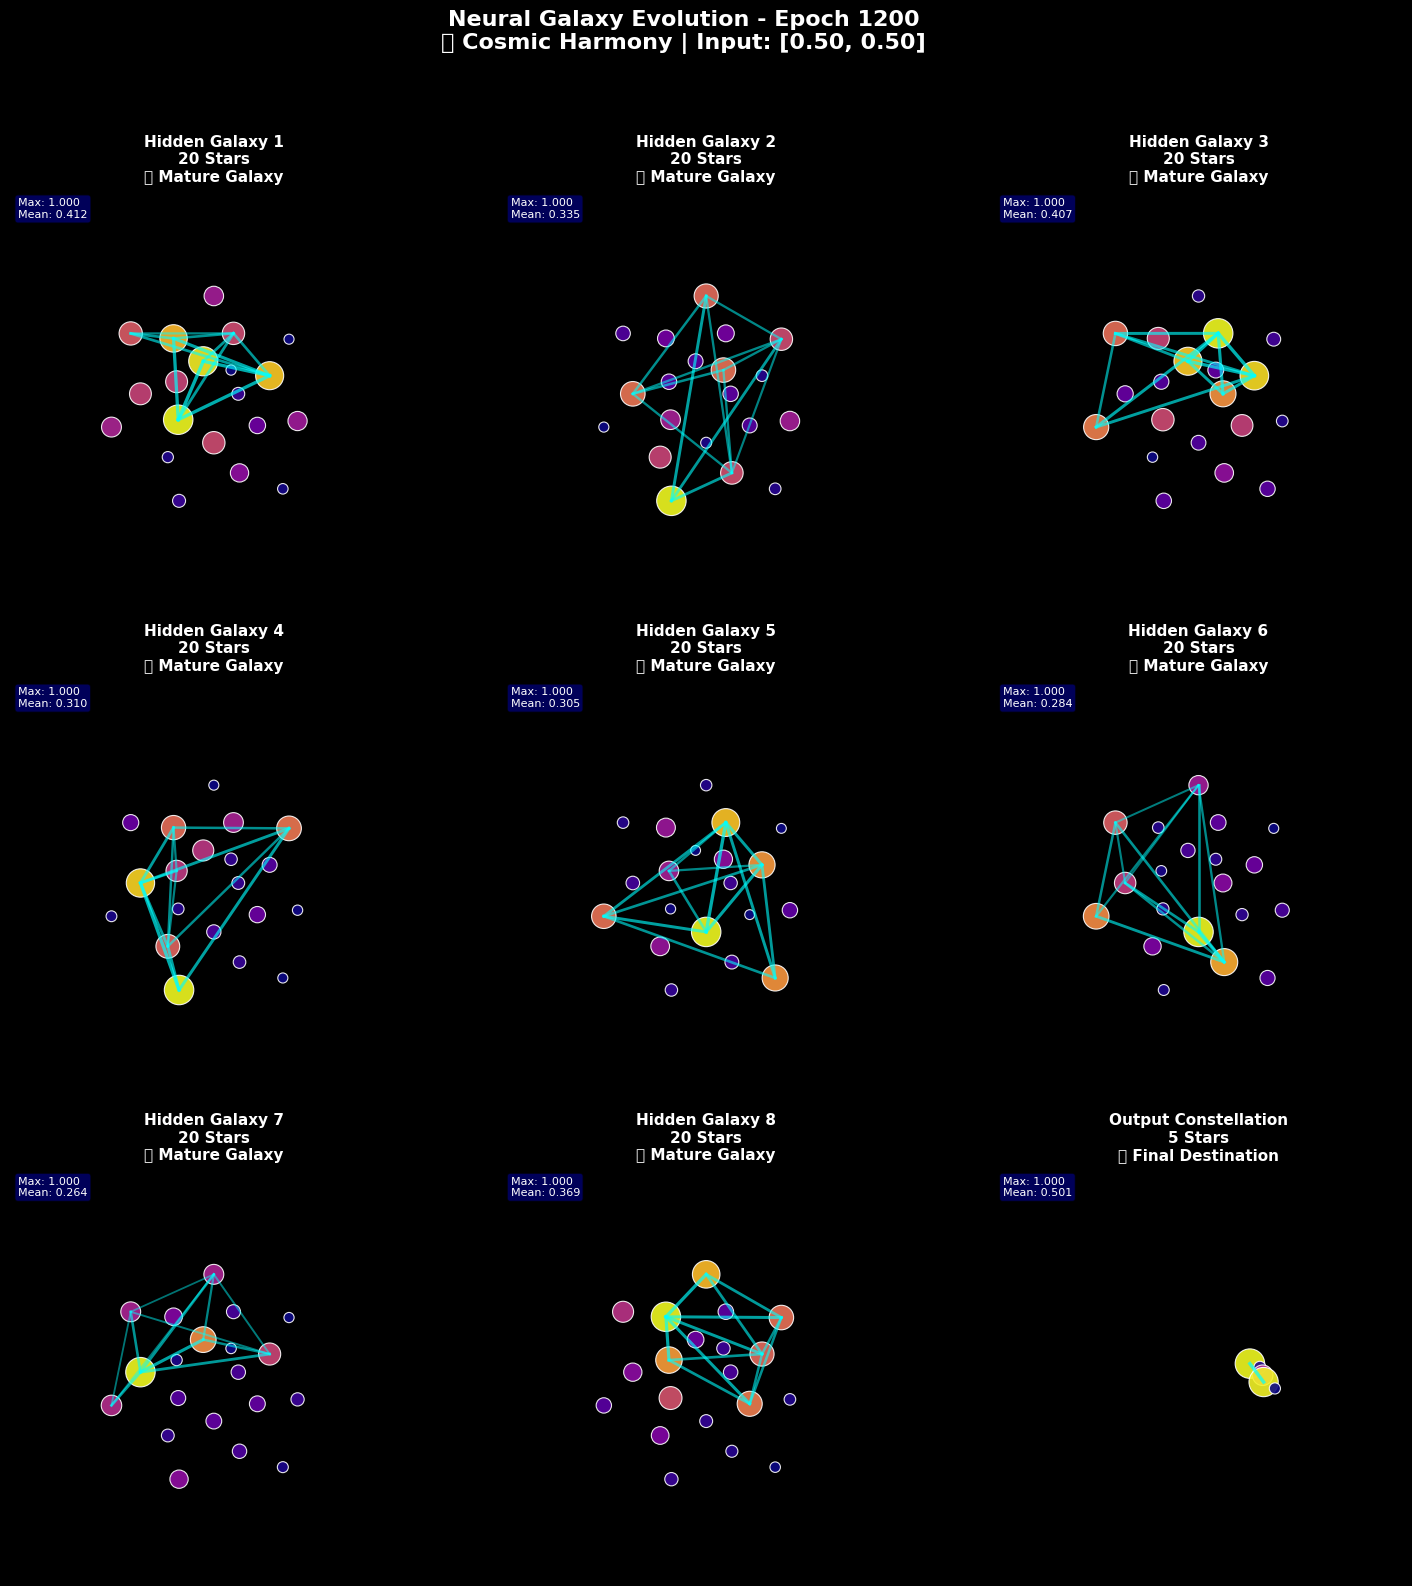 Neural Galaxy Evolution - Epoch 1200
▯ Cosmic Harmony | Input: [0.50, 0.50]
Hidden Galaxy 1
20 Stars
▯ Mature Galaxy
Max: 1.000
Mean: 0.412
Hidden Galaxy 2
20 Stars
▯ Mature Galaxy
Max: 1.000
Mean: 0.335
Hidden Galaxy 3
20 Stars
▯ Mature Galaxy
Max: 1.000
Mean: 0.407
Hidden Galaxy 4
20 Stars
▯ Mature Galaxy
Max: 1.000
Mean: 0.310
Hidden Galaxy 5
20 Stars
▯ Mature Galaxy
Max: 1.000
Mean: 0.305
Hidden Galaxy 6
20 Stars
▯ Mature Galaxy
Max: 1.000
Mean: 0.284
Hidden Galaxy 7
20 Stars
▯ Mature Galaxy
Max: 1.000
Mean: 0.264
Hidden Galaxy 8
20 Stars
▯ Mature Galaxy
Max: 1.000
Mean: 0.369
Output Constellation
5 Stars
▯ Final Destination
Max: 1.000
Mean: 0.501